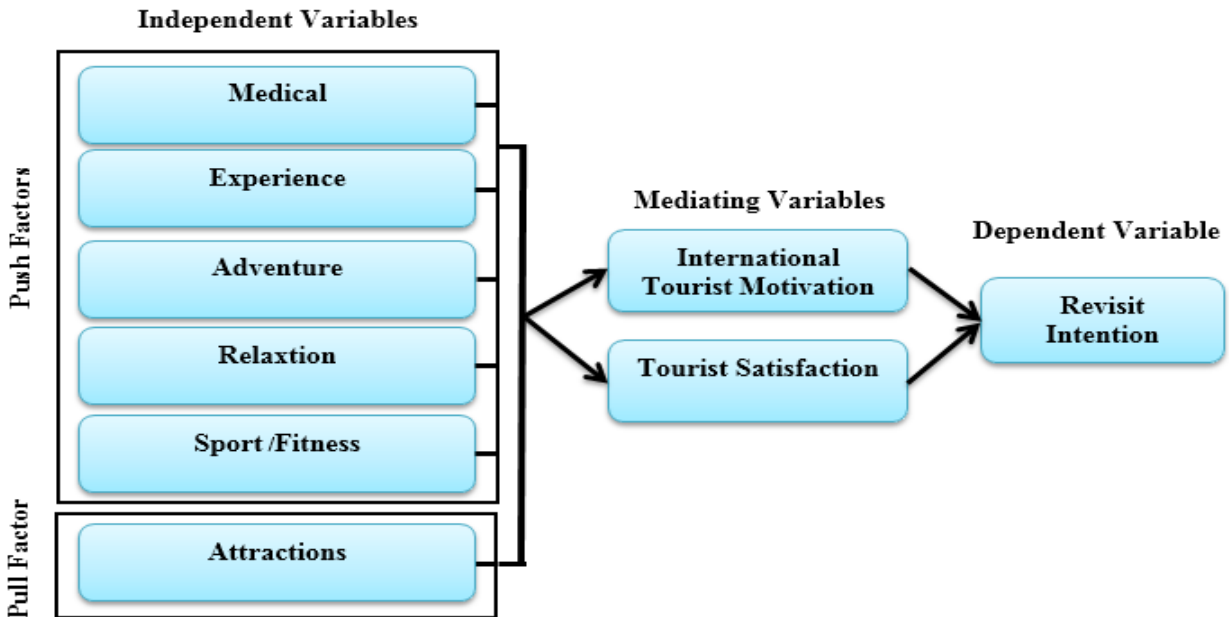 Independent Variables
Push Factors
Medical
Experience
Adventure
Relaxtion
Sport /Fitness
Pull Factor
Attractions
Mediating Variables
International
Tourist Motivation
Tourist Satisfaction
Dependent Variable
Revisit
Intention